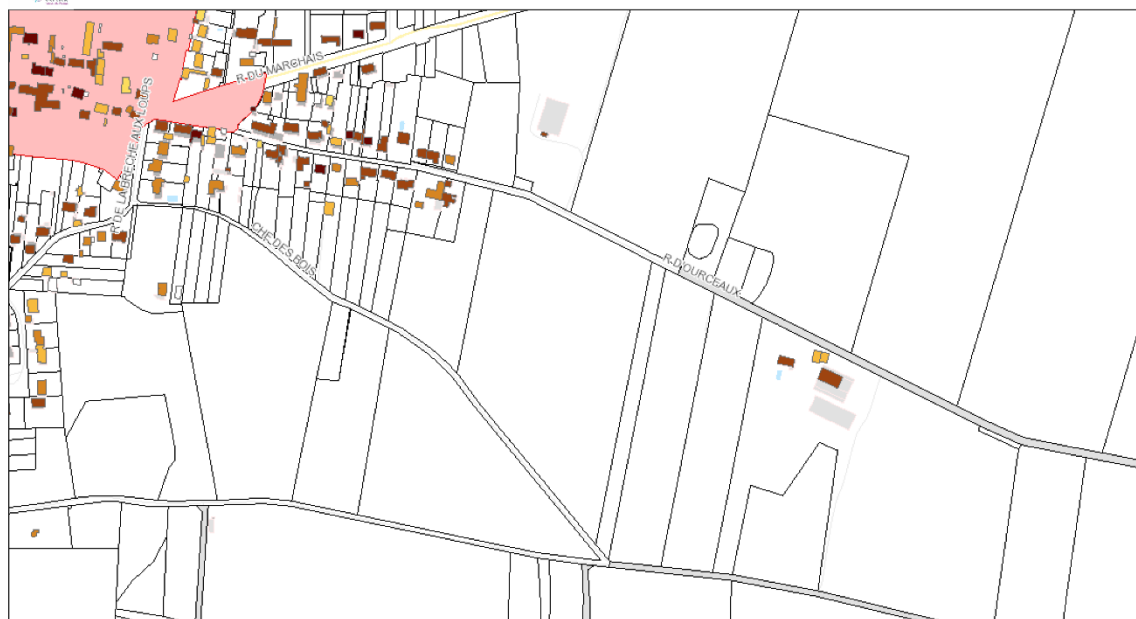 R DU MARCHAIS
R DE LA BRECHE AUX LOUPS
CHE DES BOIS
R D'OURCEAUX